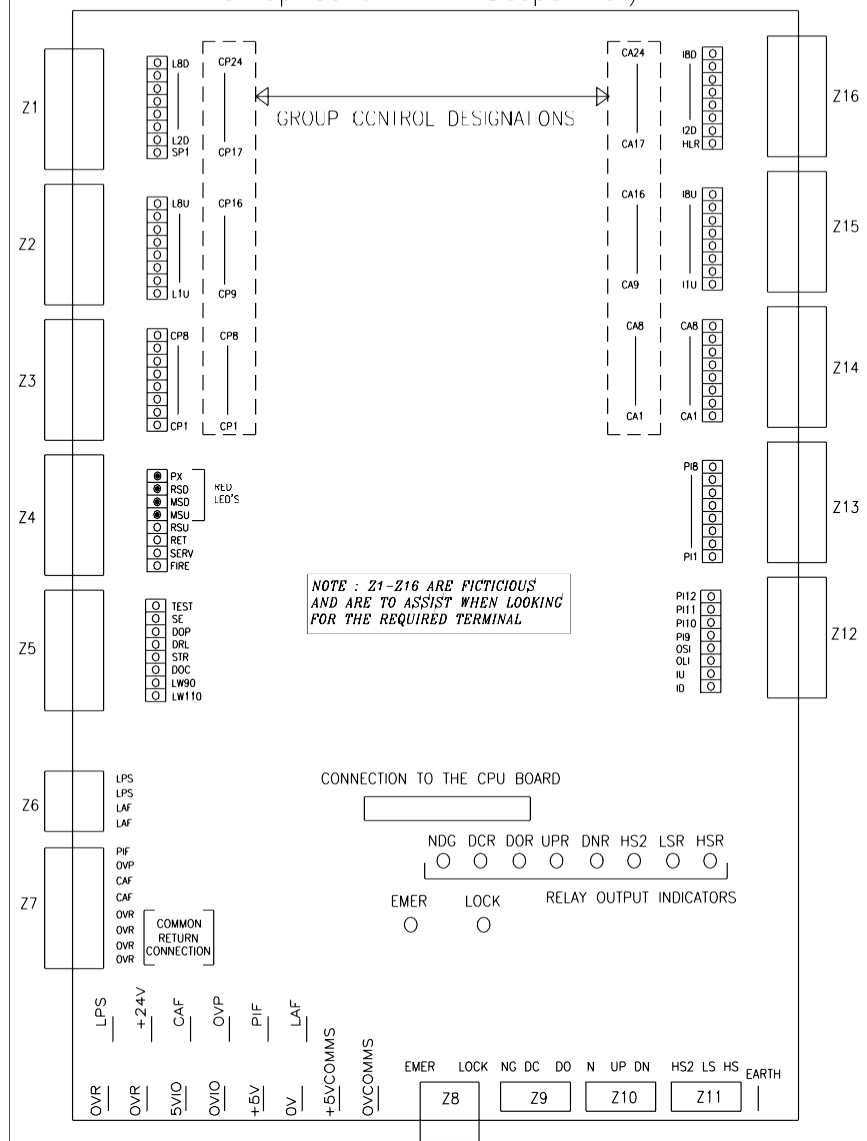 Z1
L8D
L2D
SP1
CP24
CP17
GROUP CCNTROL DESIGNAT ONS
CA24
CA17
I8D
I2D
HLR
Z16
Z2
L8U
L1U
CP16
CP9
CA16
CA9
I8U
I1U
Z15
Z3
CP8
CP1
CP8
CP1
CA8
CA1
CA8
CA1
Z14
Z4
PX
RSD
MSD
MSU
RSU
RET
SERV
FIRE
LED'S
PI8
PI1
Z13
NOTE : Z1-Z16 ARE FICTICIOUS
AND ARE TO ASSIST WHEN LOOKING
FOR THE REQUIRED TERMINAL
Z5
TEST
SE
DOP
DRL
STR
DOC
LW90
LW110
PI12
PI11
PI10
PI9
OSI
OLI
IU
ID
Z12
Z6
LPS
LPS
LAF
LAF
CONNECTION TO THE CPU BOARD
NDG DCR DOR UPR DNR HS2 LSR HSR
RELAY OUTPUT INDICATORS
EMER LOCK
Z7
PIF
OVP
CAF
CAF
OVR
OVR
OVR
OVR
COMMON
RETURN
CONNECTION
LPS
+24V
CAF
OVP
PIF
LAF
OVR
OVR
5VIO
OVIO
+5V
OV
+5VCOMMS
OVCOMMS
EMER LOCK
Z8
NG DC DO
Z9
N UP DN
Z10
HS2 LS HS
Z11
EARTH